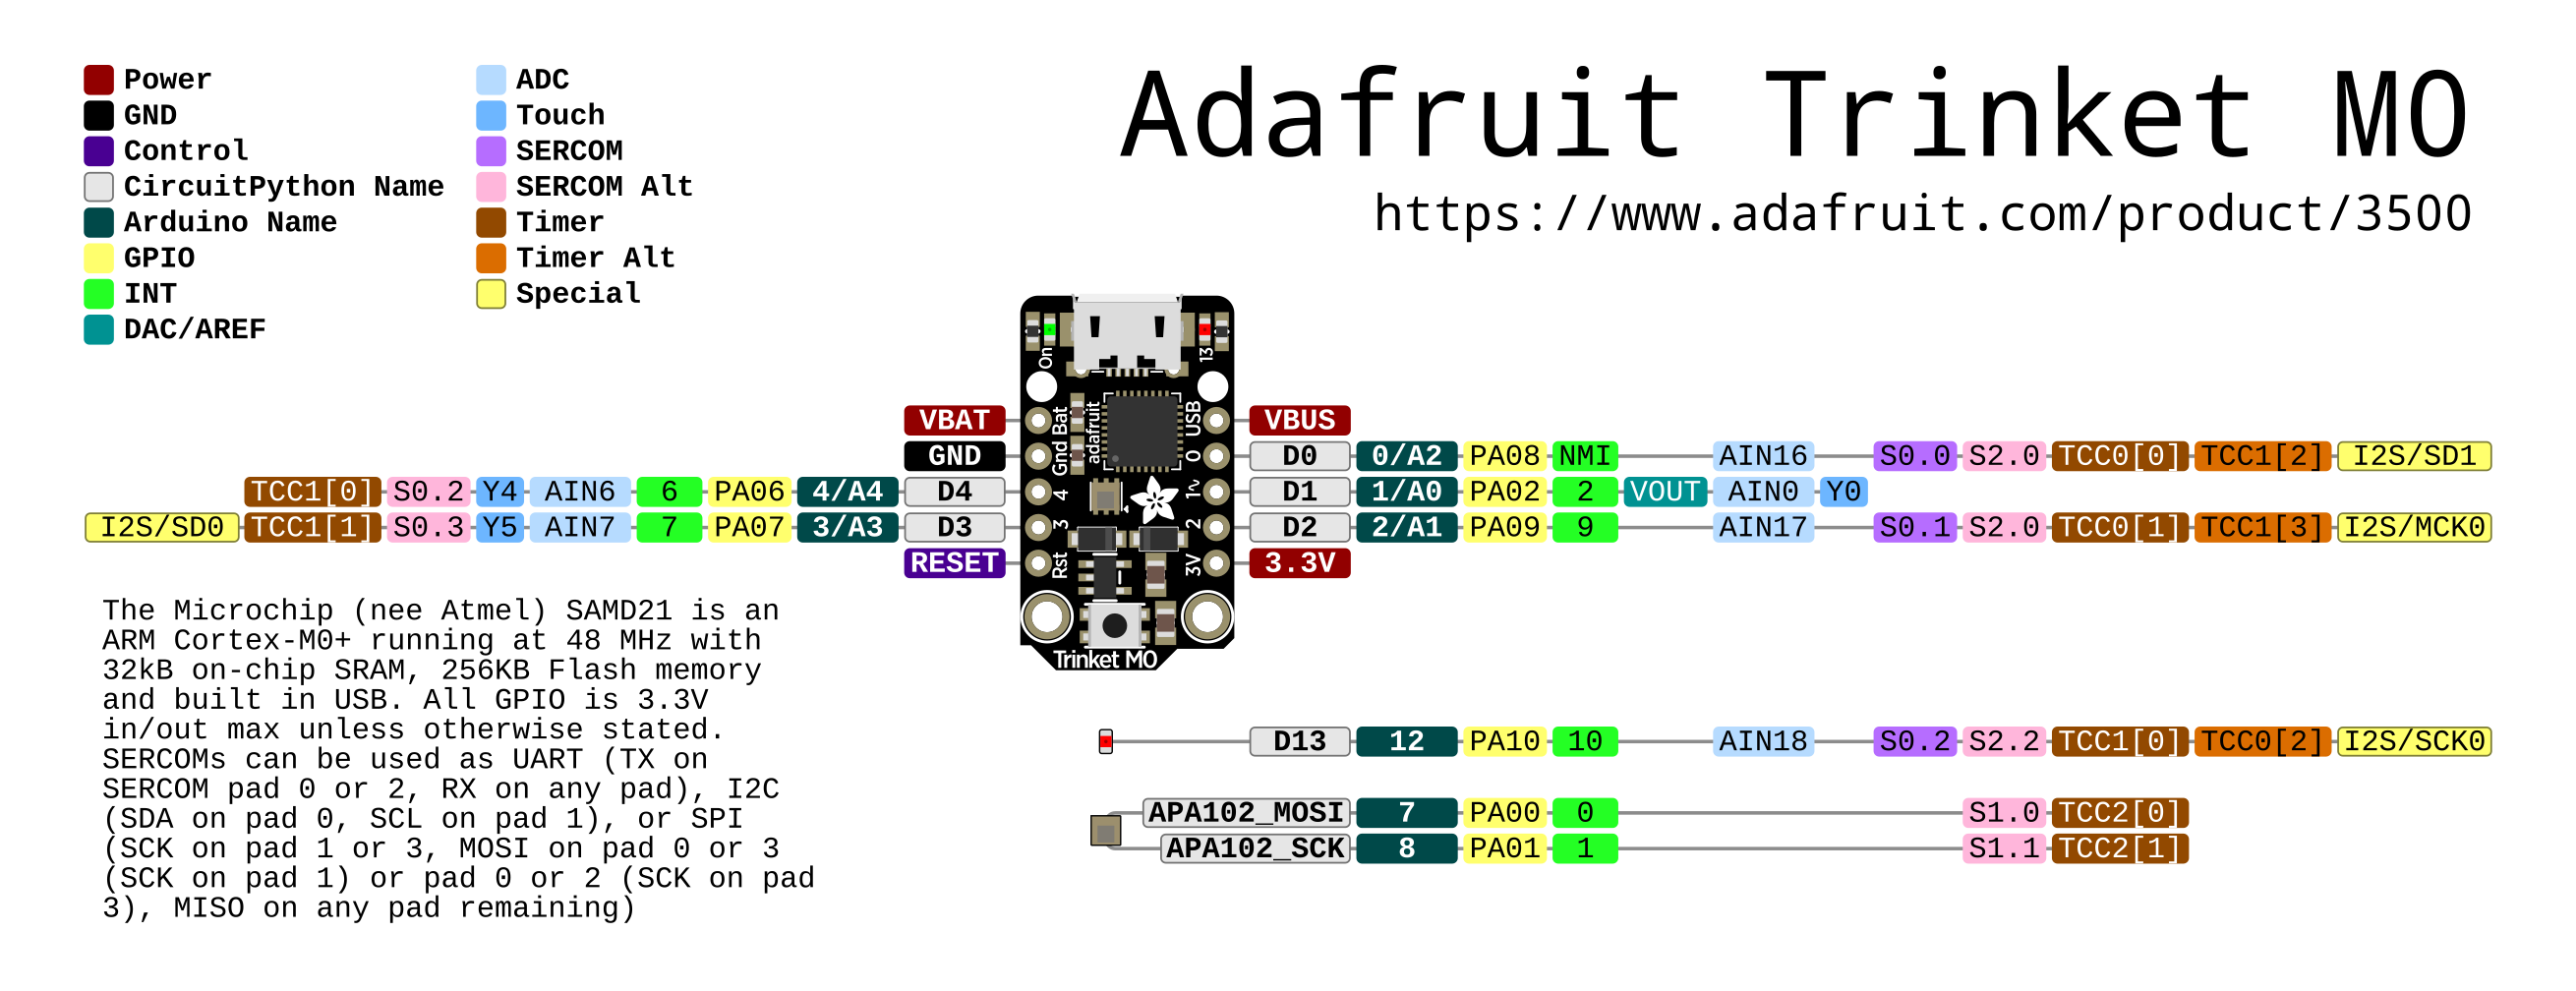 Adafruit Trinket M0
https://www.adafruit.com/product/3500
Power
GND
Control
CircuitPython Name
Arduino Name
GPIO
INT
DAC/AREF
ADC
Touch
SERCOM
SERCOM Alt
Timer
Timer Alt
Special
On
13
VBAT
Bat
adafruit
USB
VBUS
GND
Gnd
0
D0 0/A2 PA08 NMI AIN16 S0.0 S2.0 TCC0[0] TCC1[2] I2S/SD1
TCC1[0] S0.2 Y4 AIN6 6 PA06 4/A4 D4
4
1~
D1 1/A0 PA02 2 VOUT AIN0 Y0
I2S/SD0 TCC1[1] S0.3 Y5 AIN7 7 PA07 3/A3 D3
3
2
D2 2/A1 PA09 9 AIN17 S0.1 S2.0 TCC0[1] TCC1[3] I2S/MCK0
RESET
Rst
3V
3.3V
Trinket M0
The Microchip (nee Atmel) SAMD21 is an
ARM Cortex-M0+ running at 48 MHz with
32kB on-chip SRAM, 256KB Flash memory
and built in USB. All GPIO is 3.3V
in/out max unless otherwise stated.
SERCOMs can be used as UART (TX on
SERCOM pad 0 or 2, RX on any pad), I2C
(SDA on pad 0, SCL on pad 1), or SPI
(SCK on pad 1 or 3, MOSI on pad 0 or 3
(SCK on pad 1) or pad 0 or 2 (SCK on pad
3), MISO on any pad remaining)
D13 12 PA10 10 AIN18 S0.2 S2.2 TCC1[0] TCC0[2] I2S/SCK0
APA102_MOSI 7 PA00 0 S1.0 TCC2[0]
APA102_SCK 8 PA01 1 S1.1 TCC2[1]